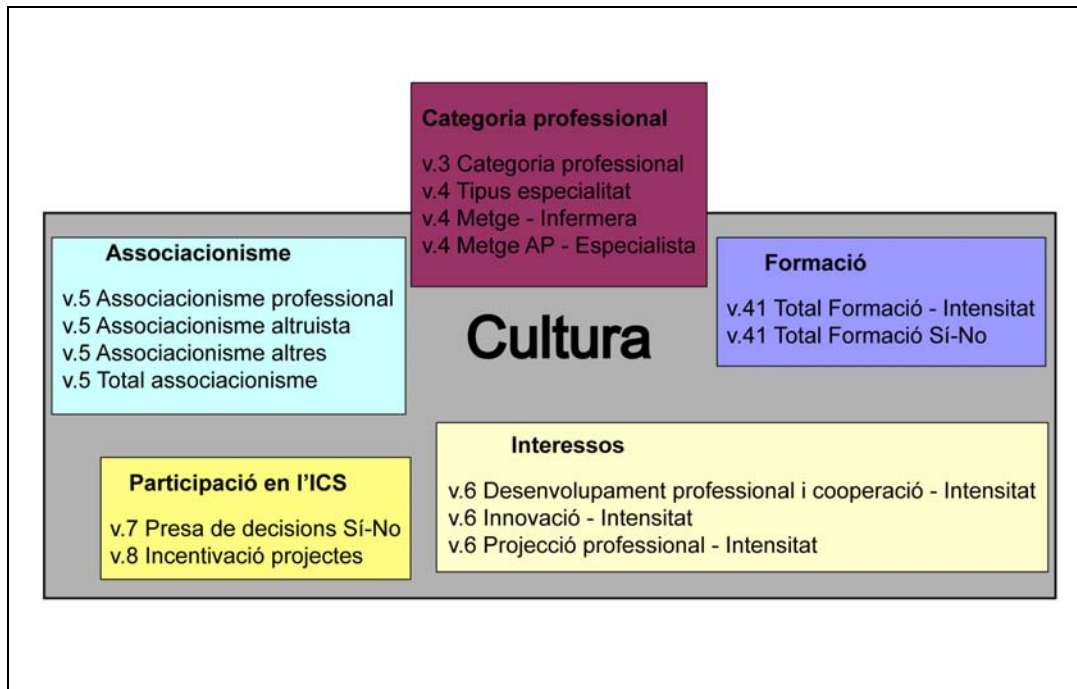 Categoria professional
v.3 Categoria professional
v.4 Tipus especialitat
v.4 Metge - Infermera
v.4 Metge AP - Especialista
Associacionisme
v.5 Associacionisme professional
v.5 Associacionisme altruista
v.5 Associacionisme altres
v.5 Total associacionisme
Cultura
Formació
v.41 Total Formació - Intensitat
v.41 Total Formació Sí-No
Participació en l'ICS
v.7 Presa de decisions Sí-No
v.8 Incentivació projectes
Interessos
v.6 Desenvolupament professional i cooperació - Intensitat
v.6 Innovació - Intensitat
v.6 Projecció professional - Intensitat